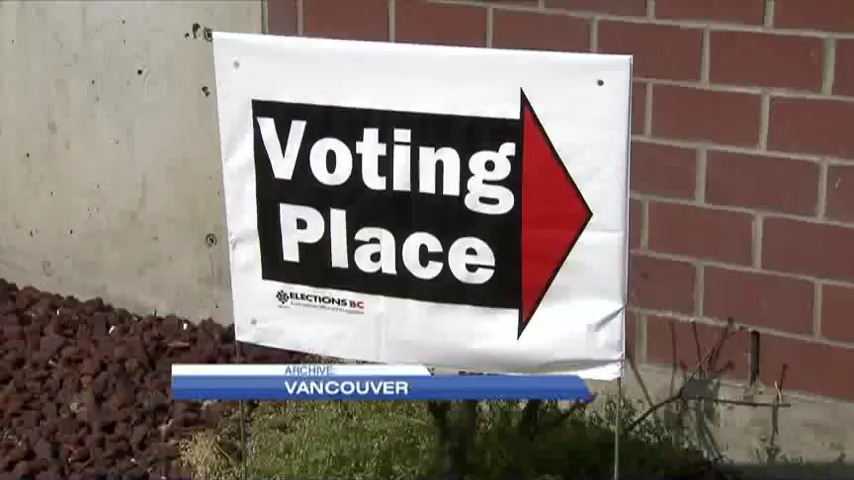 Voting
Place
ELECTIONS BC
ARCHIVE:
VANCOUVER